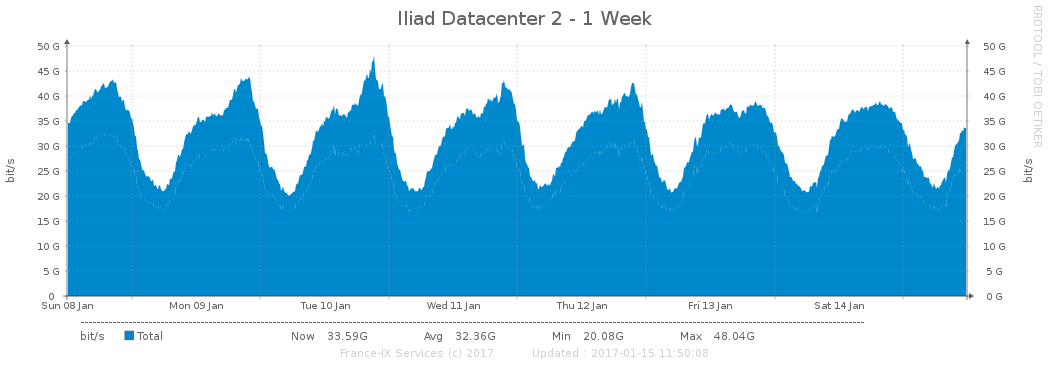 Iliad Datacenter 2 - 1 Week
RRDTOOL / TOBI OETIKER
bit/s
50 G 50 G
45 G 45 G
40 G 40 G
35 G 35 G
30 G 30 G
25 G 25 G
20 G 20 G
15 G 15 G
10 G 10 G
5 G 5 G
0 0 G
bit/s
Sun 08 Jan Mon 09 Jan Tue 10 Jan Wed 11 Jan Thu 12 Jan Fri 13 Jan Sat 14 Jan
bit/s Total Now 33.59G Avg 32.36G Min 20.08G Max 48.04G
France-IX Services (c) 2017 Updated : 2017-01-15 11:50:08